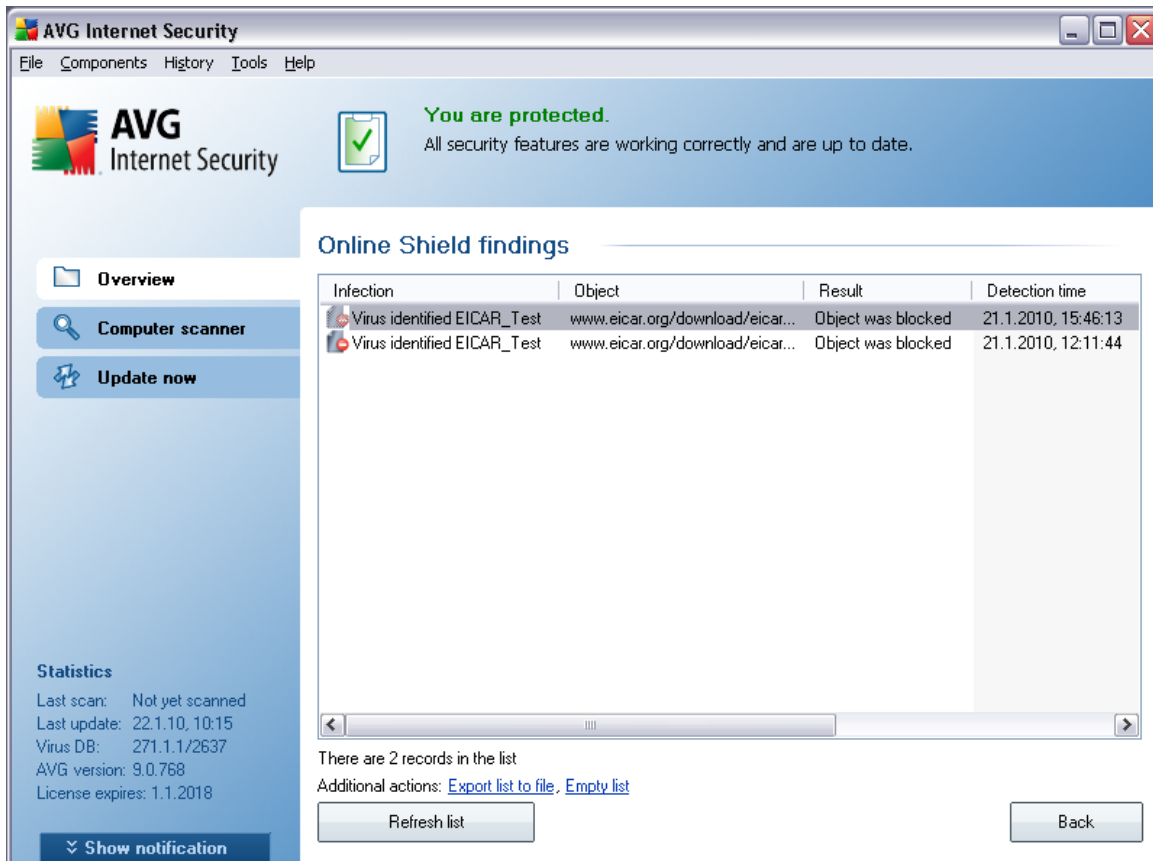 AVG Internet Security
File Components History Tools Help
AVG
Internet Security
You are protected.
All security features are working correctly and are up to date.
Overview
Computer scanner
Update now
Online Shield findings
Infection Object Result Detection time
Virus identified EICAR_Test www.eicar.org/download/eicar... Object was blocked 21.1.2010, 15:46:13
Virus identified EICAR_Test www.eicar.org/download/eicar... Object was blocked 21.1.2010, 12:11:44
There are 2 records in the list
Additional actions: Export list to file, Empty list
Refresh list Back
Statistics
Last scan: Not yet scanned
Last update: 22.1.10, 10:15
Virus DB: 271.1.1/2637
AVG version: 9.0.768
License expires: 1.1.2018
Show notification